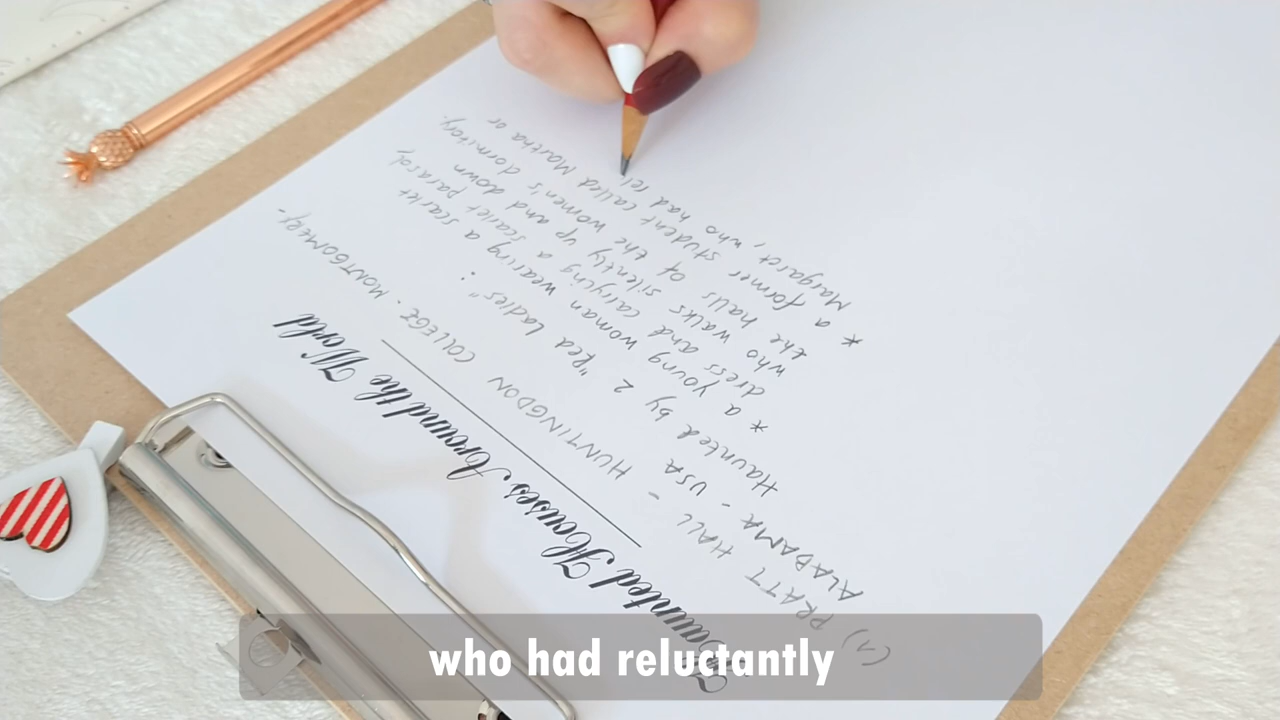 Haunted Houses Around the World
(1) PRATT HALL - HUNTINGDON COLLEGE. MONTGOMERY-
ALABAMA - USA
Haunted by 2 "red ladies" :
* a young woman wearing a scarlet
dress and carrying a scarlet parasol,
who walks silently up and down
the halls of the women's dormitory.
* a former student called Martha or
Margaret, who had rel
who had reluctantly